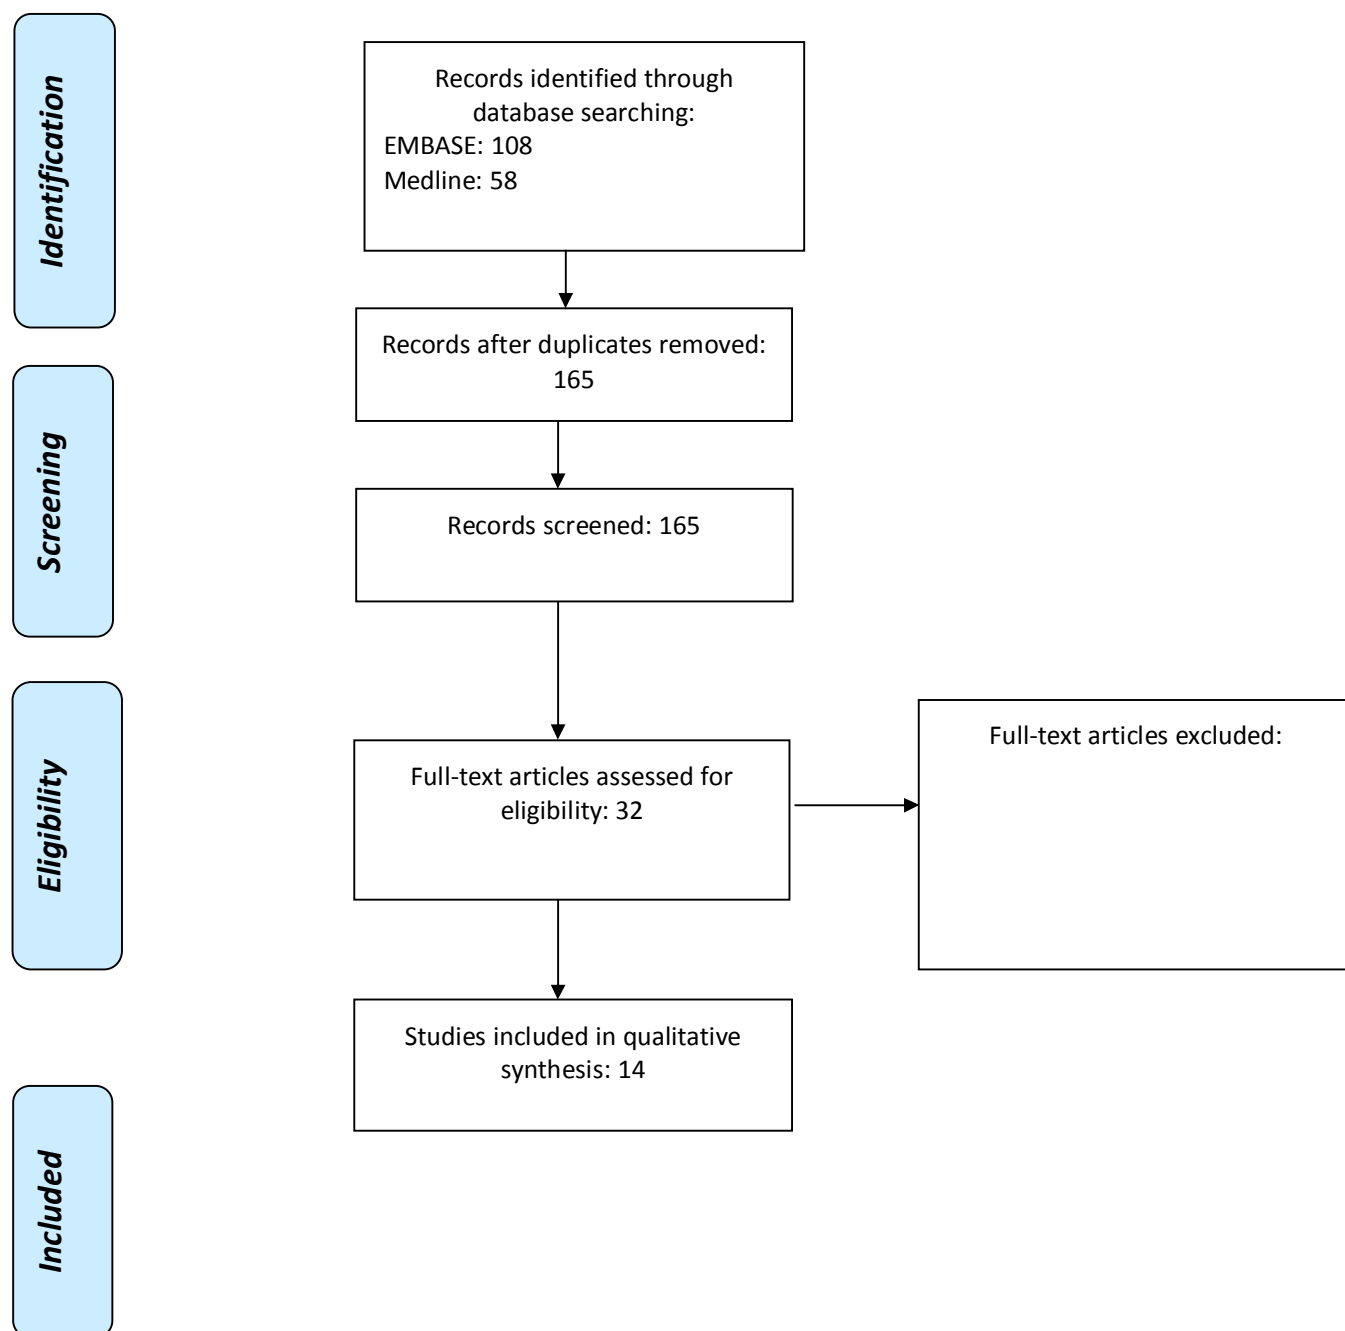 Identification
Records identified through
database searching:
EMBASE: 108
Medline: 58
Records after duplicates removed:
165
Screening
Records screened: 165
Eligibility
Full-text articles assessed for
eligibility: 32
Full-text articles excluded:
Studies included in qualitative
synthesis: 14
Included